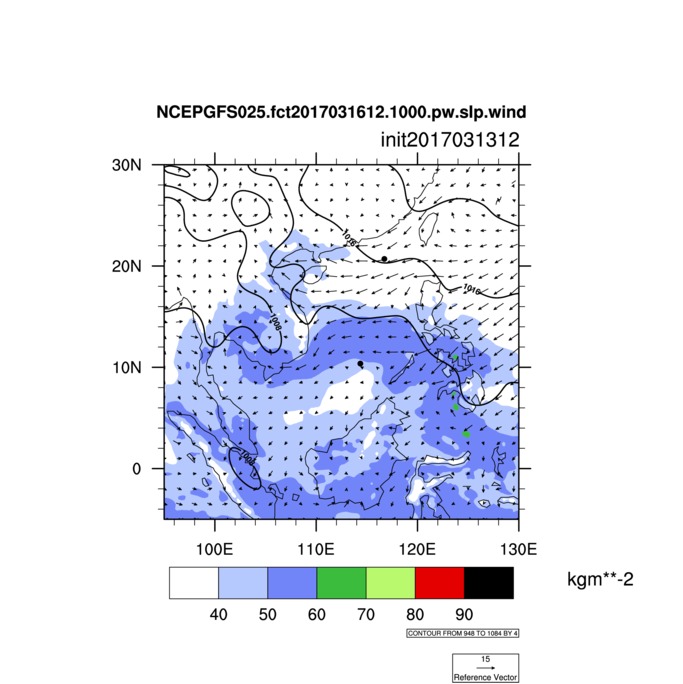 NCEPGFS025.fct2017031612.1000.pw.slp.wind
init2017031312
30N
20N
10N
0
1016
1016
1008
1008
100E 110E 120E 130E
40 50 60 70 80 90
kgm**-2
CONTOUR FROM 948 TO 1084 BY 4
15
Reference Vector